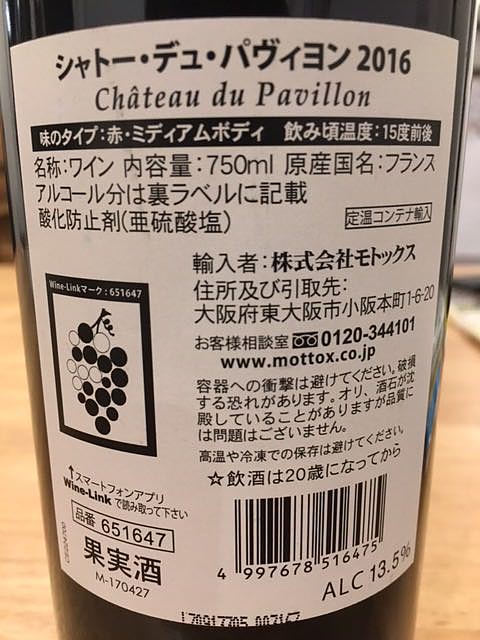 シャトー・デュ・パヴィヨン 2016
Château du Pavillon
味のタイプ：赤・ミディアムボディ 飲み頃温度：15度前後
名称：ワイン 内容量：750ml 原産国名：フランス
アルコール分は裏ラベルに記載
酸化防止剤(亜硫酸塩)
定温コンテナ輸入
輸入者：株式会社モトックス
住所及び引取先：
大阪府東大阪市小阪本町1-6-20
お客様相談室 0120-344101
www.mottox.co.jp
容器への衝撃は避けてください。破損
する恐れがあります。オリ、酒石が沈
殿していることがありますが品質に
は問題はございません。
高温や冷凍での保存は避けてください。
☆飲酒は20歳になってから
Wine-Linkマーク：651647
↑スマートフォンアプリ
Wine-Link で読み取って下さい
品番 651647
果実酒
M-170427
4 997678 516475
ALC 13.5%